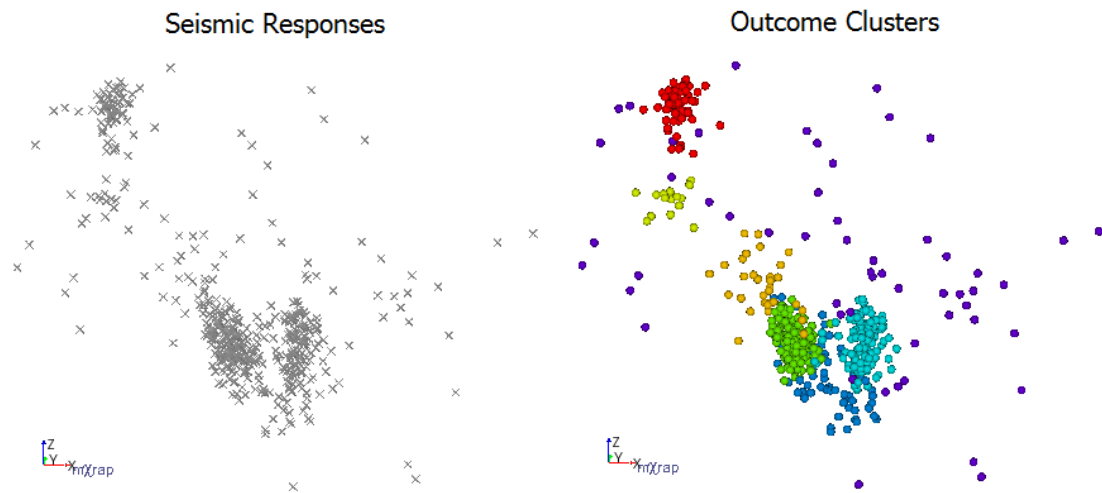 Seismic Responses
Outcome Clusters
Z
Y
X
mXrap
Z
Y
X
mXrap